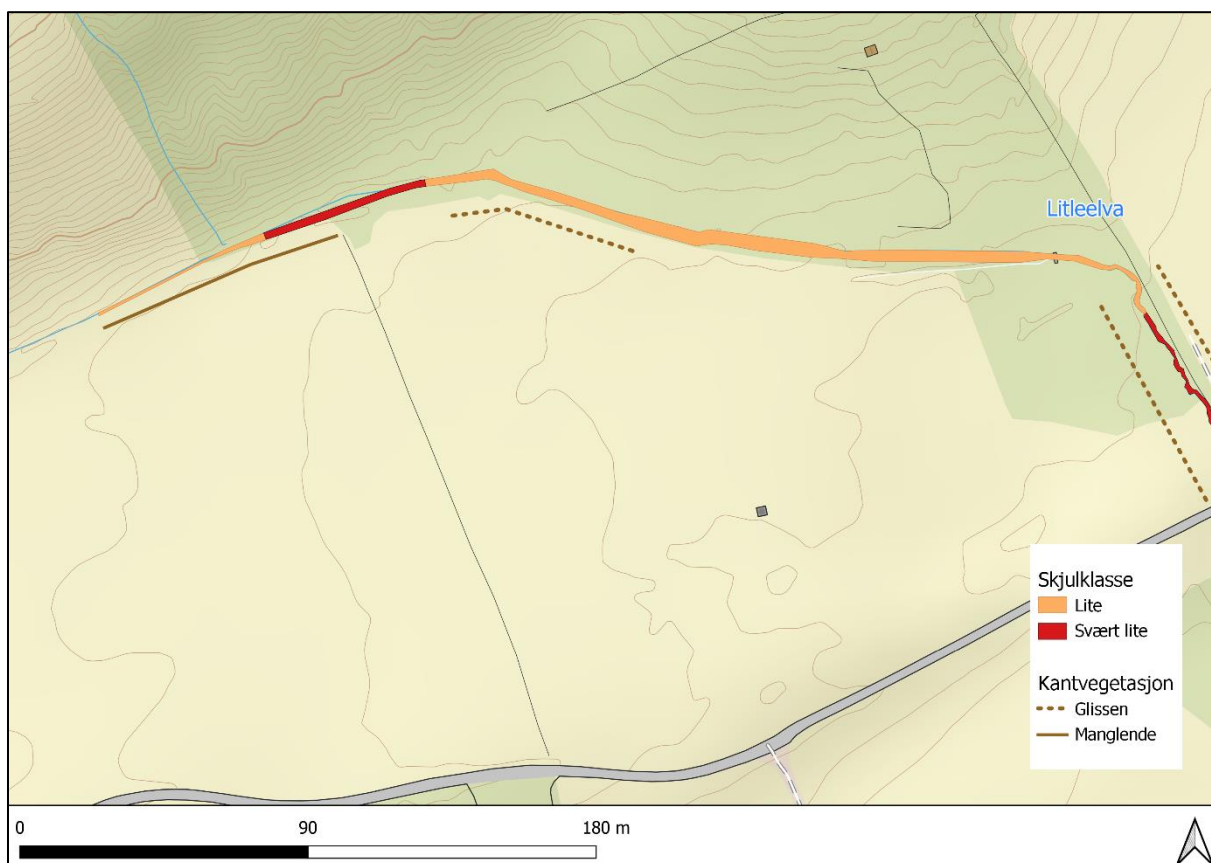 Litleelva
Skjulklasse
Lite
Svært lite
Kantvegetasjon
Glissen
Manglende
0 90 180 m